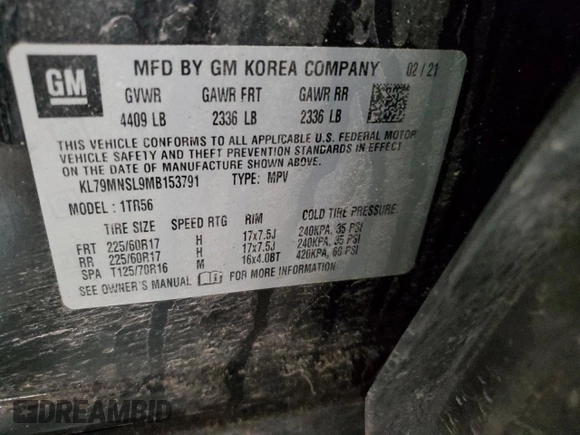 GM MFD BY GM KOREA COMPANY 02/21
GVWR GAWR FRT GAWR RR
4409 LB 2336 LB 2336 LB
THIS VEHICLE CONFORMS TO ALL APPLICABLE U.S. FEDERAL MOTOR
VEHICLE SAFETY AND THEFT PREVENTION STANDARDS IN EFFECT ON
THE DATE OF MANUFACTURE SHOWN ABOVE.
KL79MNSL9MB153791 TYPE: MPV
MODEL: 1TR56
TIRE SIZE SPEED RTG RIM COLD TIRE PRESSURE
FRT 225/60R17 H 17x7.5J 240KPA, 35 PSI
RR 225/60R17 H 17x7.5J 240KPA, 35 PSI
SPA T125/70R16 M 16x4.0BT 420KPA, 60 PSI
SEE OWNER'S MANUAL FOR MORE INFORMATION
DREAMBID